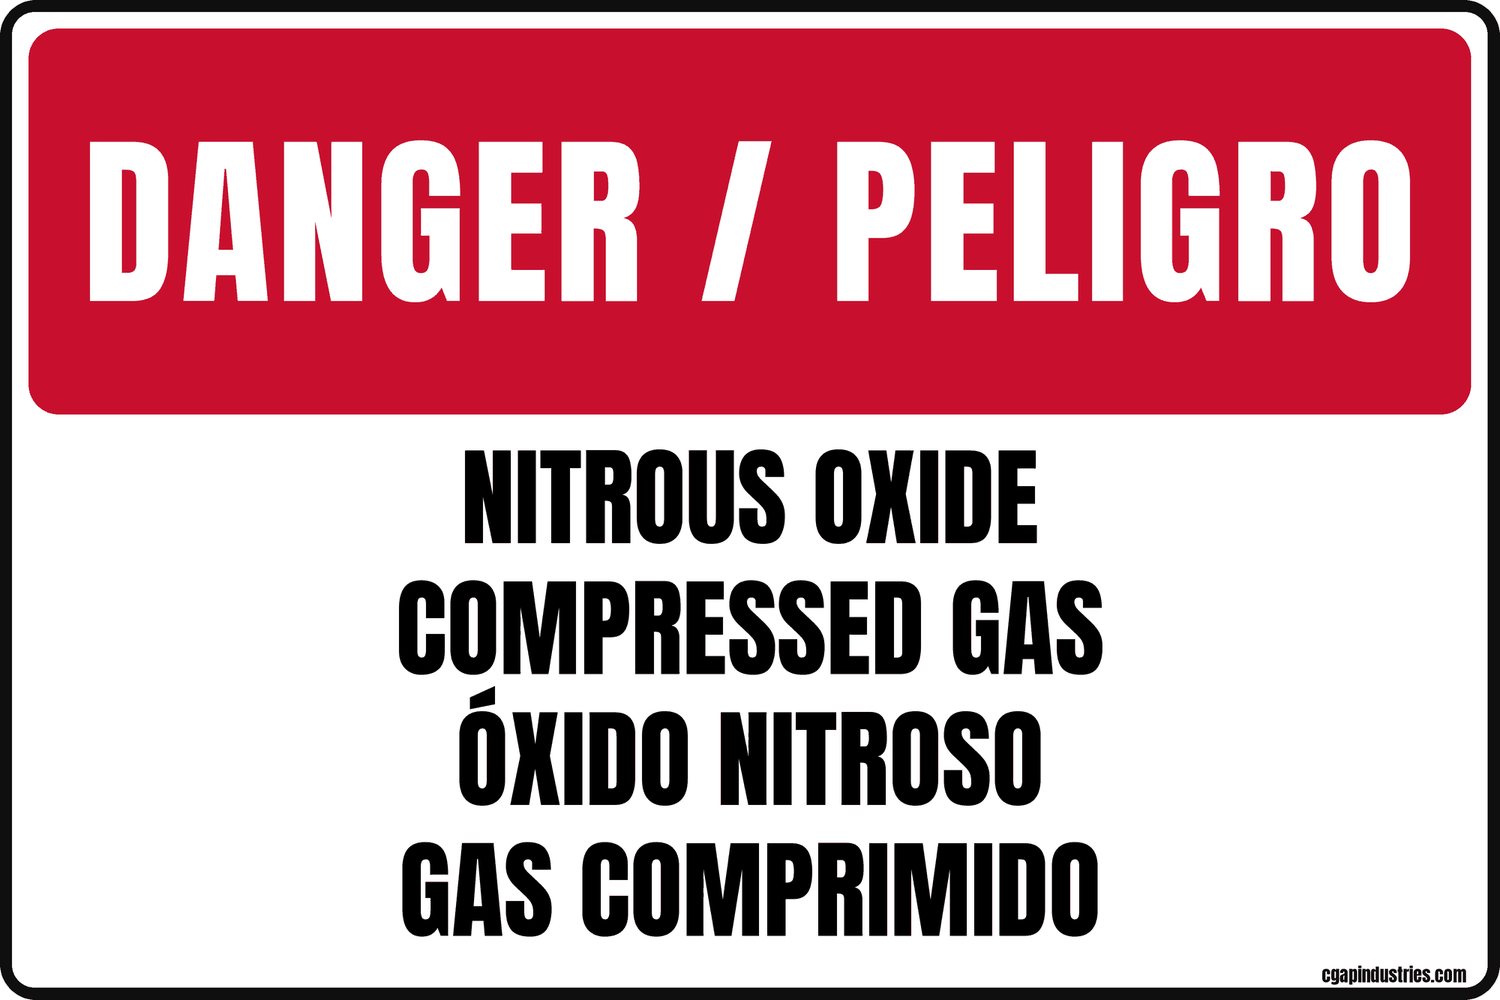 DANGER / PELIGRO
NITROUS OXIDE
COMPRESSED GAS
ÓXIDO NITROSO
GAS COMPRIMIDO
cgapindustries.com